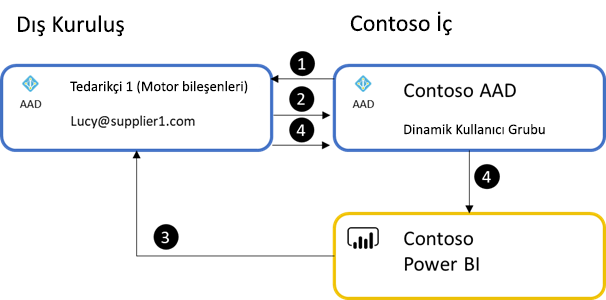 Dış Kuruluş
Contoso İç
AAD
Tedarikçi 1 (Motor bileşenleri)
Lucy@supplier1.com
1
2
4
AAD
Contoso AAD
Dinamik Kullanıcı Grubu
4
3
Contoso
Power BI